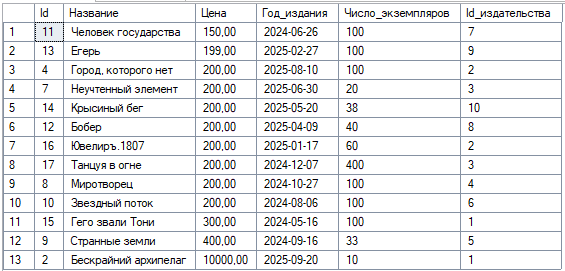 Id Название Цена Год_издания Число_экземпляров Id_издательства
1 11 Человек государства 150,00 2024-06-26 100 7
2 13 Егерь 199,00 2025-02-27 100 9
3 4 Город, которого нет 200,00 2025-08-10 100 2
4 7 Неучтенный элемент 200,00 2025-06-30 20 3
5 14 Крысиный бег 200,00 2025-05-20 38 10
6 12 Бобер 200,00 2025-04-09 40 8
7 16 Ювелиръ.1807 200,00 2025-01-17 60 2
8 17 Танцуя в огне 200,00 2024-12-07 400 3
9 8 Миротворец 200,00 2024-10-27 100 4
10 10 Звездный поток 200,00 2024-08-06 100 6
11 15 Гего звали Тони 300,00 2024-05-16 100 1
12 9 Странные земли 400,00 2024-09-16 33 5
13 2 Бескрайний архипелаг 10000,00 2025-09-20 10 1